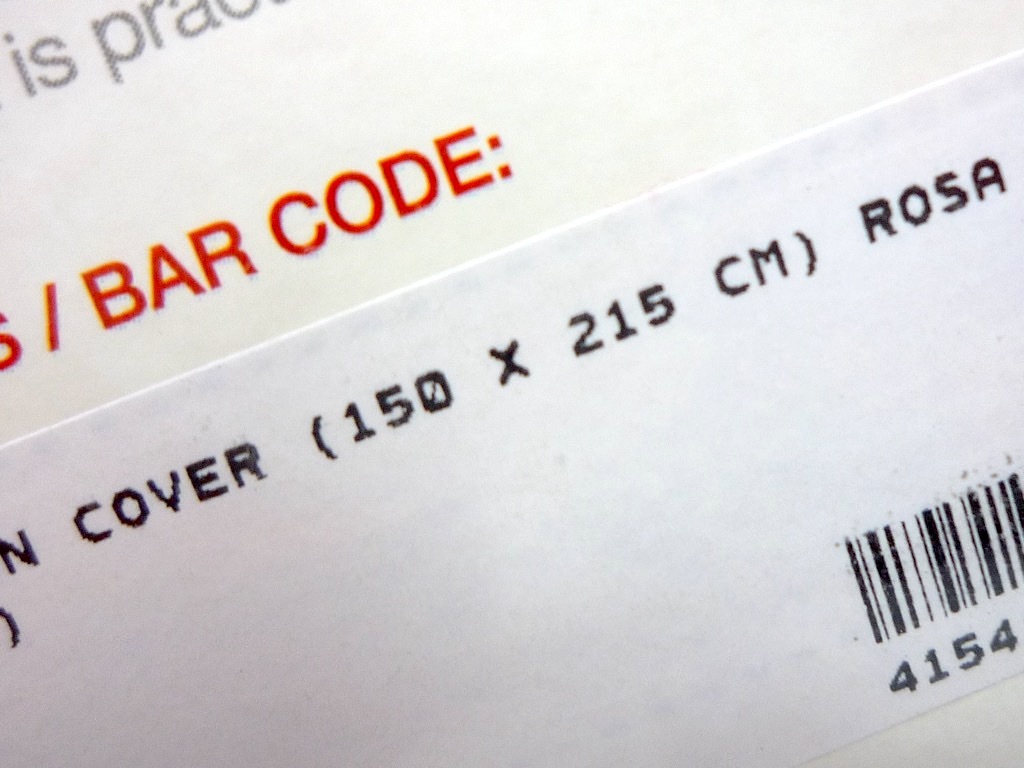 is prac
S / BAR CODE:
N COVER (150 X 215 CM) ROSA
)
4154